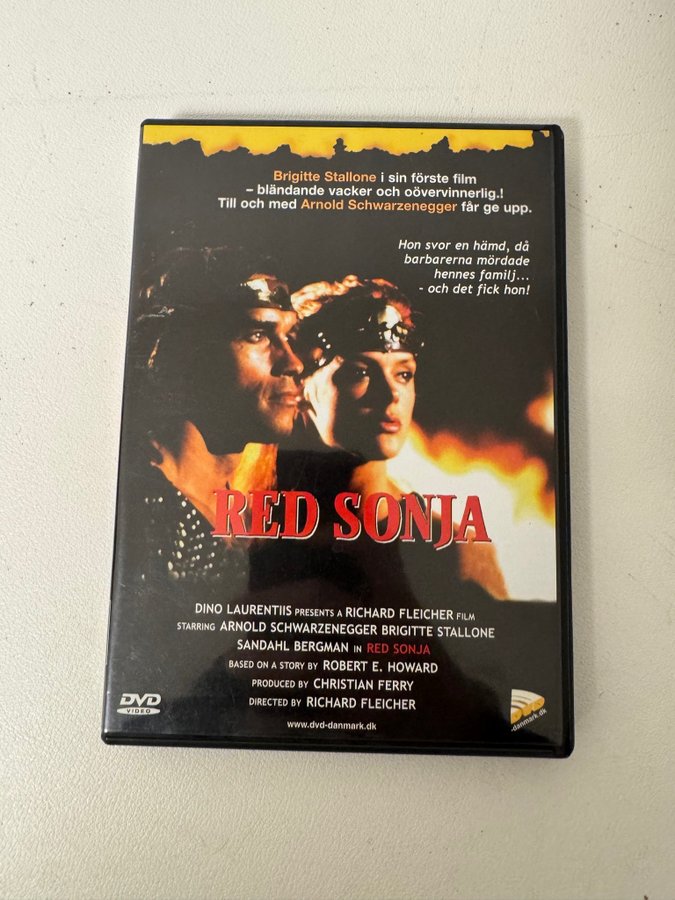 Brigitte Stallone i sin förste film
– bländande vacker och oövervinnerlig.!
Till och med Arnold Schwarzenegger får ge upp.
Hon svor en hämd, då
barbarerna mördade
hennes familj...
- och det fick hon!
RED SONJA
DINO LAURENTIIS PRESENTS A RICHARD FLEICHER FILM
STARRING ARNOLD SCHWARZENEGGER BRIGITTE STALLONE
SANDAHL BERGMAN IN RED SONJA
BASED ON A STORY BY ROBERT E. HOWARD
PRODUCED BY CHRISTIAN FERRY
DIRECTED BY RICHARD FLEICHER
www.dvd-danmark.dk
DVD
VIDEO
DVD
-danmark.dk